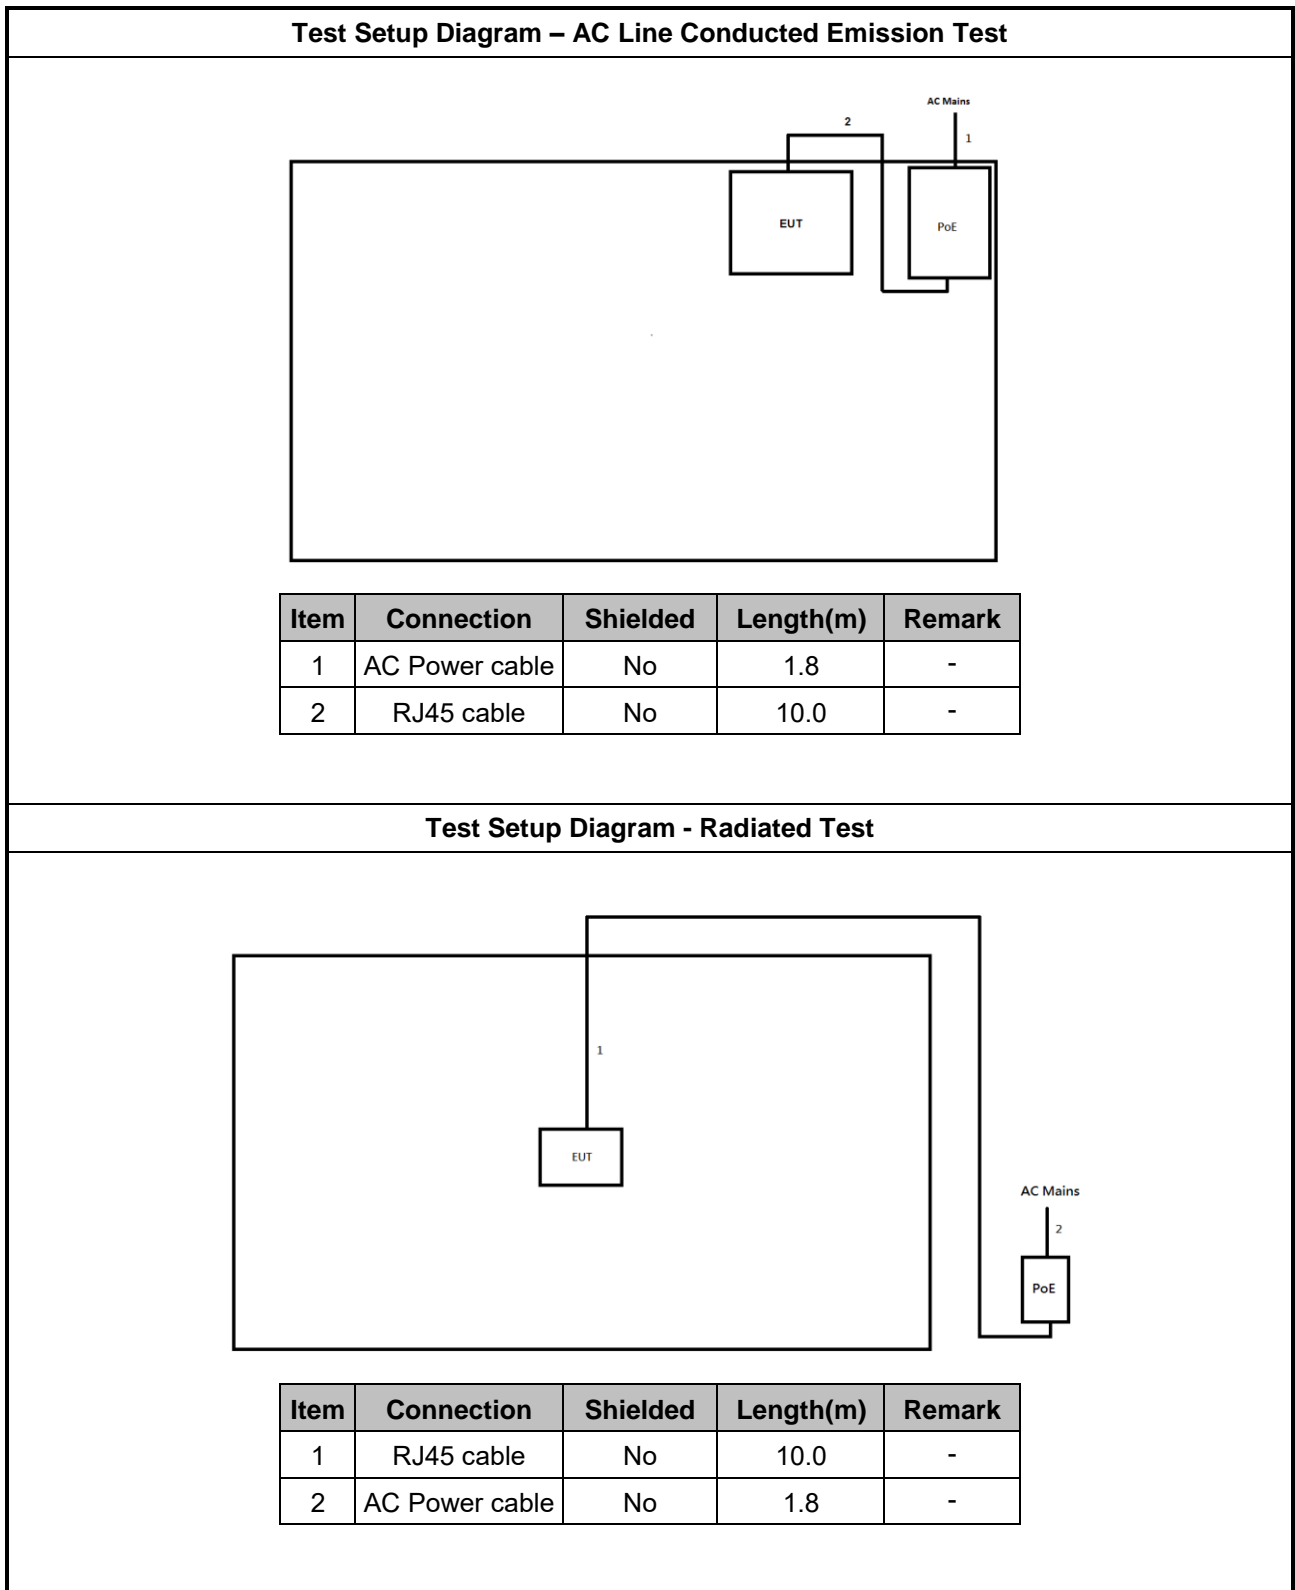 Test Setup Diagram – AC Line Conducted Emission Test
AC Mains
2
1
EUT
PoE
Item Connection Shielded Length(m) Remark
1 AC Power cable No 1.8 -
2 RJ45 cable No 10.0 -
Test Setup Diagram - Radiated Test
1
EUT
AC Mains
2
PoE
Item Connection Shielded Length(m) Remark
1 RJ45 cable No 10.0 -
2 AC Power cable No 1.8 -